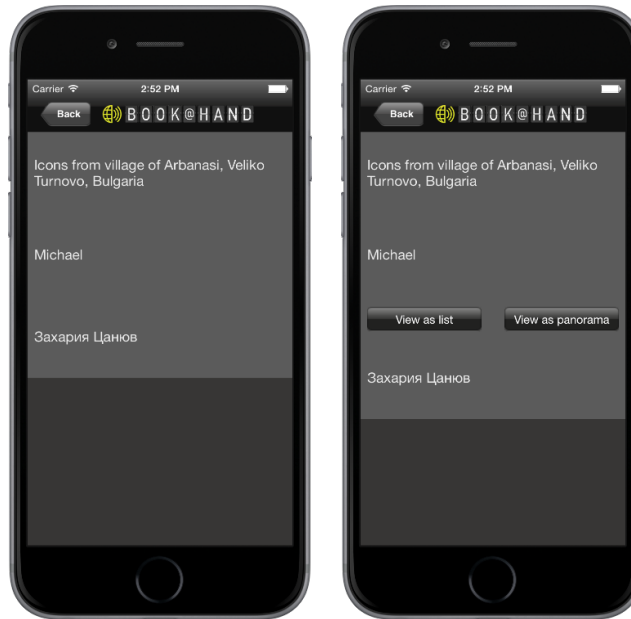 Carrier 2:52 PM
Back BOOK@HAND
Icons from village of Arbanasi, Veliko
Turnovo, Bulgaria
Michael
Захария Цанюв
Carrier 2:52 PM
Back BOOK@HAND
Icons from village of Arbanasi, Veliko
Turnovo, Bulgaria
Michael
View as list View as panorama
Захария Цанюв